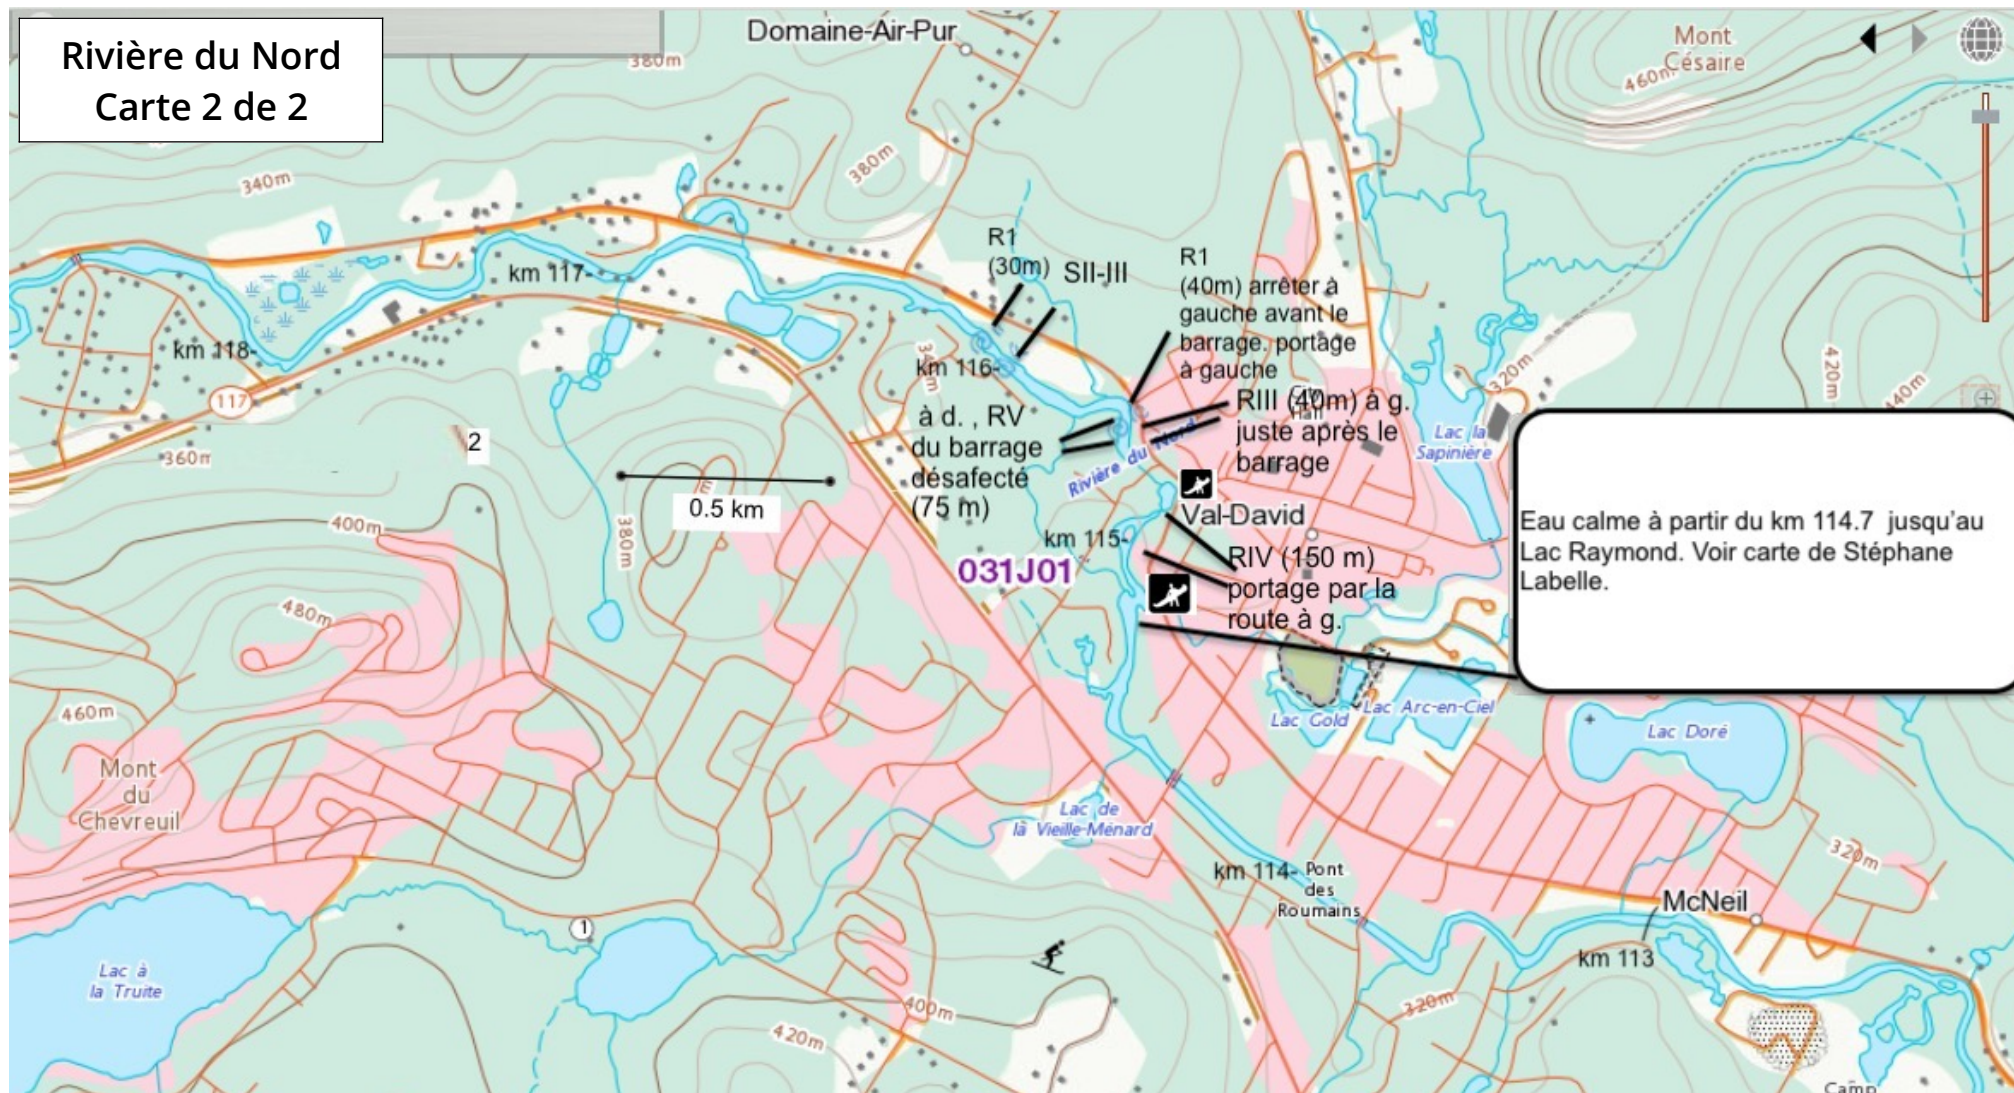 Rivière du Nord
Carte 2 de 2
Domaine-Air-Pur
380m
Mont
Césaire
460m
340m
380m
R1
(30m)
SII-III
R1
(40m) arrêter à
gauche avant le
barrage. portage
à gauche
km 117-
km 118-
117
km 116-
320m
420m
440m
à d. , RV
du barrage
désafecté
(75 m)
RIII (40m) à g.
juste après le
barrage
Rivière du Nord
Lac la
Sapinière
360m
2
0.5 km
400m
380m
Val-David
km 115-
031J01
RIV (150 m)
portage par la
route à g.
Eau calme à partir du km 114.7 jusqu'au
Lac Raymond. Voir carte de Stéphane
Labelle.
480m
460m
Lac Gold
Lac Arc-en-Ciel
Lac Doré
Mont
du
Chevreuil
Lac de
la Vieille-Ménard
km 114-
Pont
des
Roumains
320m
McNeil
km 113
1
Lac à
la Truite
400m
420m
320m
Camp